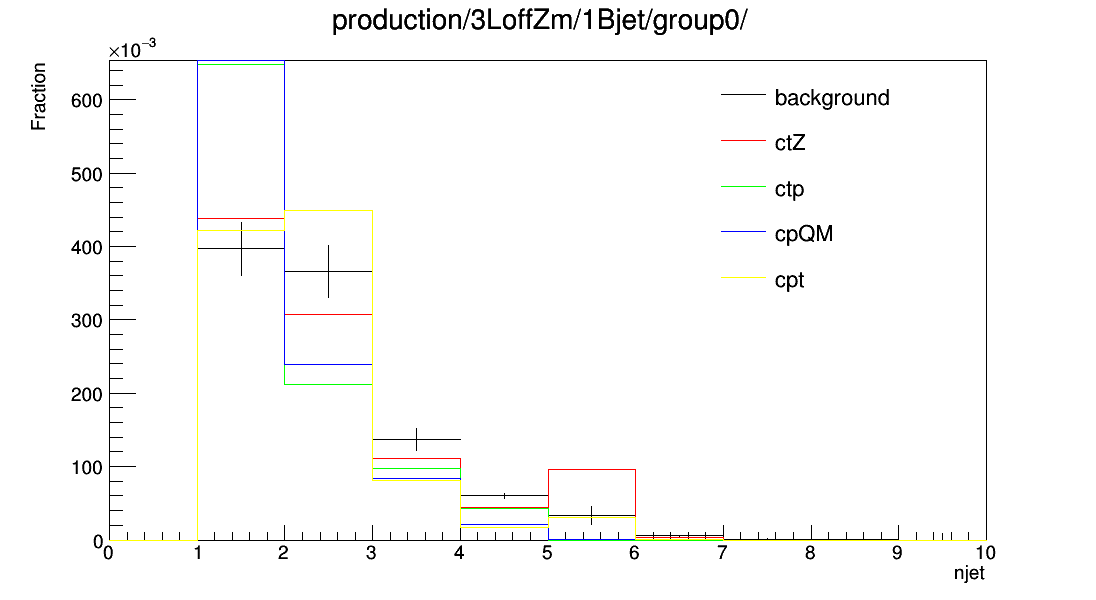 production/3LoffZm/1Bjet/group0/
×10⁻³
Fraction
600
500
400
300
200
100
0
background
ctZ
ctp
cpQM
cpt
0 1 2 3 4 5 6 7 8 9 10
njet